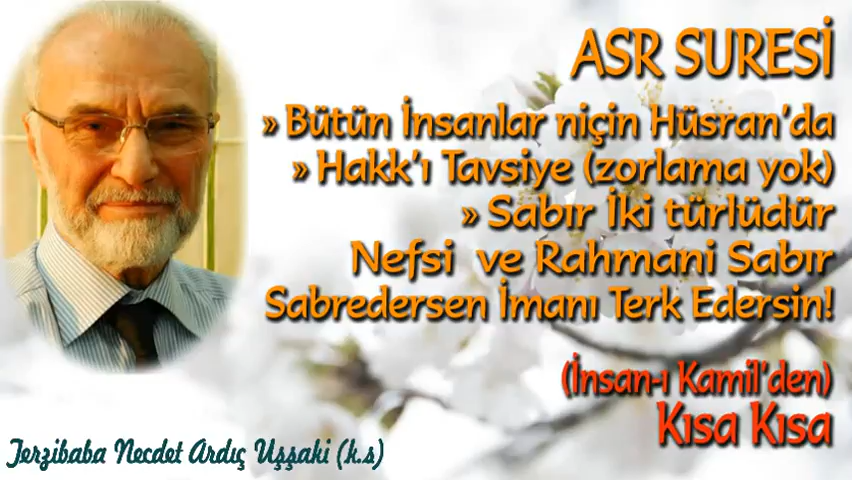 ASR SURESİ
» Bütün İnsanlar niçin Hüsran'da
» Hakk'ı Tavsiye (zorlama yok)
» Sabır İki türlüdür
Nefsi ve Rahmani Sabır
Sabredersen İmanı Terk Edersin!
(İnsan-ı Kamil'den)
Kısa Kısa
Terzibaba Necdet Ardıç Uşşaki (k.s)